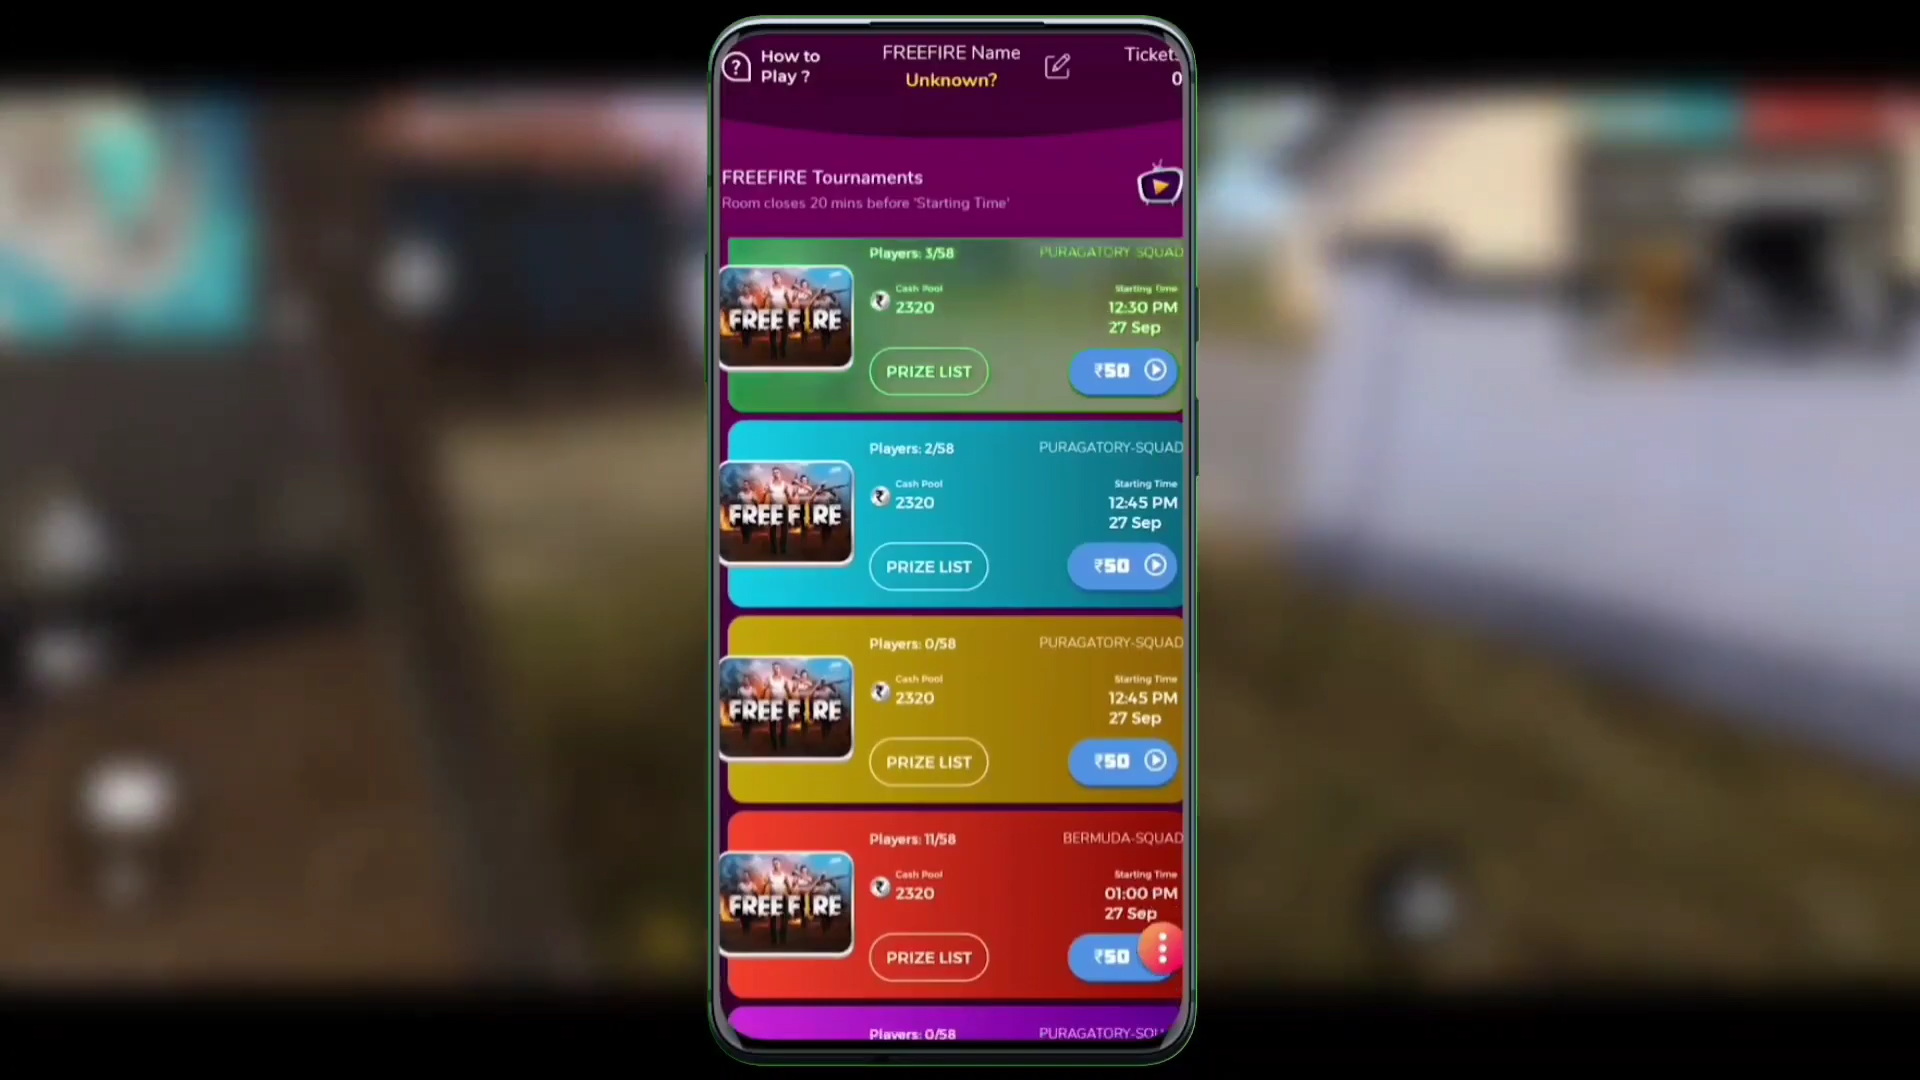 How to
Play ?
FREEFIRE Name
Unknown?
Ticket
0
FREEFIRE Tournaments
Room closes 20 mins before 'Starting Time'
Players: 3/58
PURAGATORY-SQUAD
FREE FIRE
Cash Pool
2320
Starting Time
12:30 PM
27 Sep
PRIZE LIST
₹50
Players: 2/58
PURAGATORY-SQUAD
FREE FIRE
Cash Pool
2320
Starting Time
12:45 PM
27 Sep
PRIZE LIST
₹50
Players: 0/58
PURAGATORY-SQUAD
FREE FIRE
Cash Pool
2320
Starting Time
12:45 PM
27 Sep
PRIZE LIST
₹50
Players: 11/58
BERMUDA-SQUAD
FREE FIRE
Cash Pool
2320
Starting Time
01:00 PM
27 Sep
PRIZE LIST
₹50
Players: 0/58
PURAGATORY-SQU